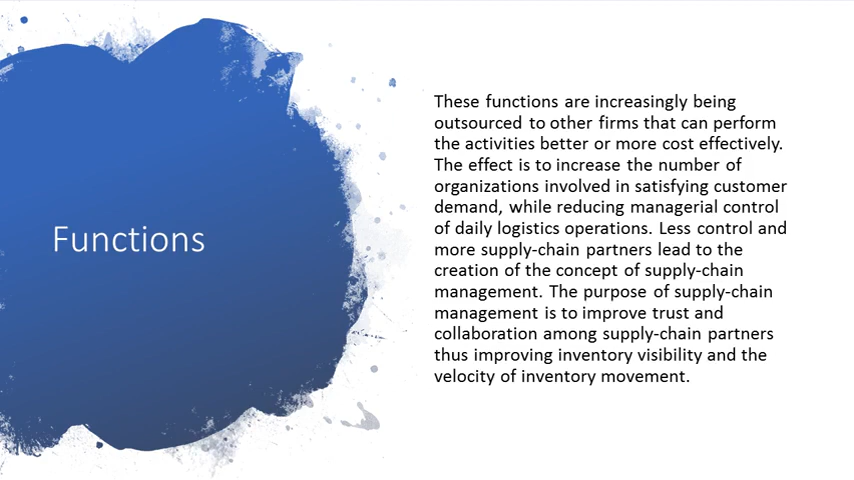 Functions
These functions are increasingly being
outsourced to other firms that can perform
the activities better or more cost effectively.
The effect is to increase the number of
organizations involved in satisfying customer
demand, while reducing managerial control
of daily logistics operations. Less control and
more supply-chain partners lead to the
creation of the concept of supply-chain
management. The purpose of supply-chain
management is to improve trust and
collaboration among supply-chain partners
thus improving inventory visibility and the
velocity of inventory movement.